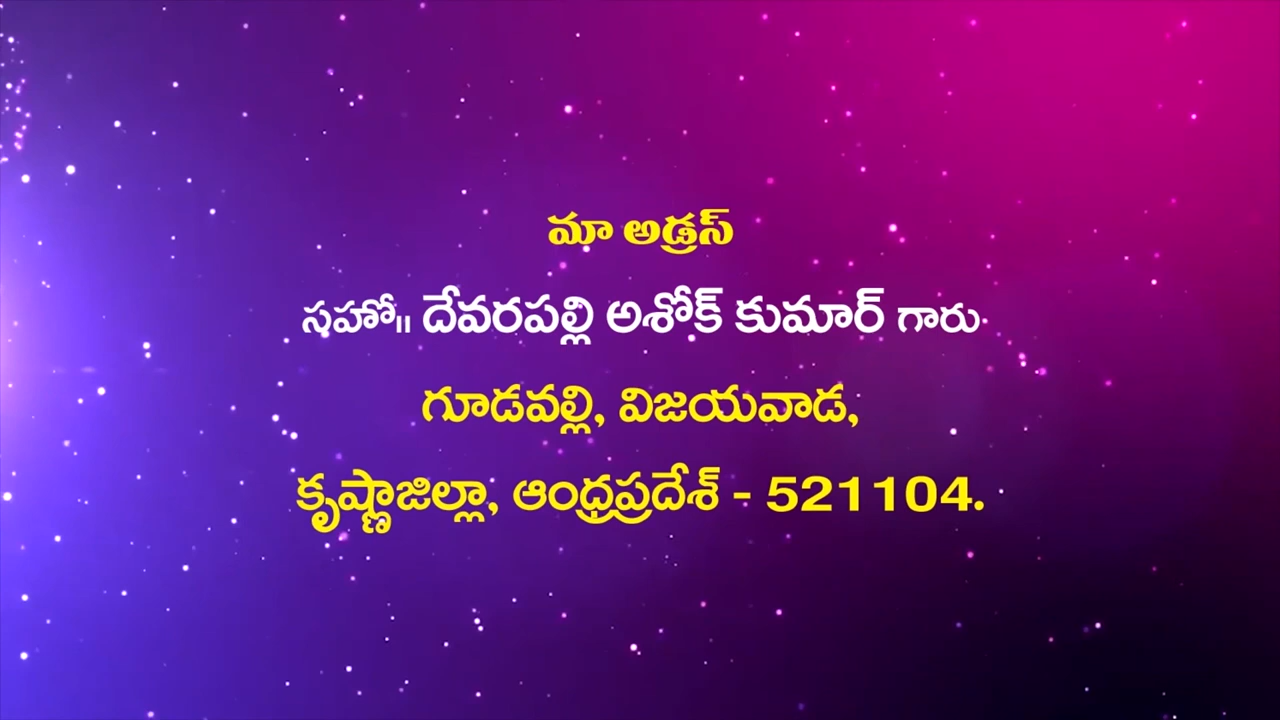 మా అడ్రస్
సహో॥ దేవరపల్లి అశోక్ కుమార్ గారు
గూడవల్లి, విజయవాడ,
కృష్ణాజిల్లా, ఆంధ్రప్రదేశ్ - 521104.